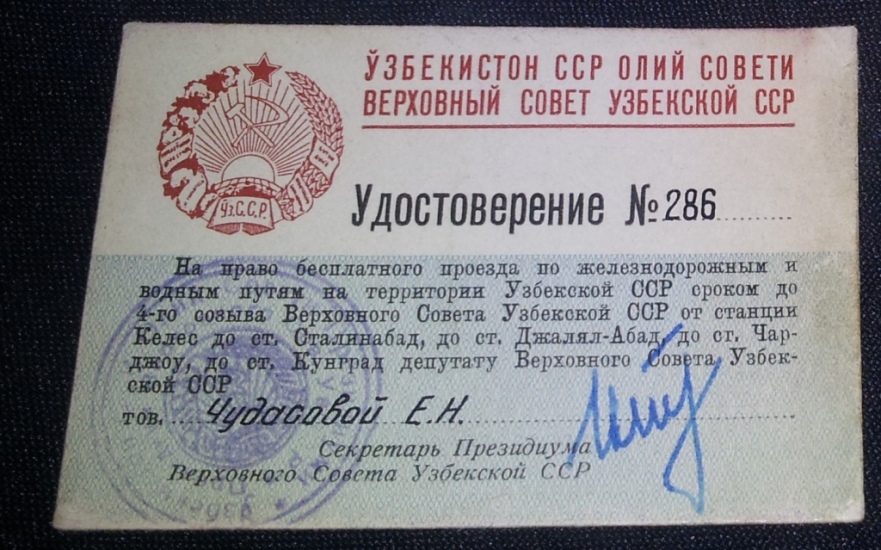 ЎЗБЕКИСТОН ССР ОЛИЙ СОВЕТИ
ВЕРХОВНЫЙ СОВЕТ УЗБЕКСКОЙ ССР
Ўз.С.С.Р.
Удостоверение № 286
На право бесплатного проезда по железнодорожным и
водным путям на территории Узбекской ССР сроком до
4-го созыва Верховного Совета Узбекской ССР от станции
Келес до ст. Сталинабад, до ст. Джалял-Абад, до ст. Чар-
джоу, до ст. Кунград депутату Верховного Совета Узбек-
ской ССР
тов. Чудасовой Е.Н.
Секретарь Президиума
Верховного Совета Узбекской ССР